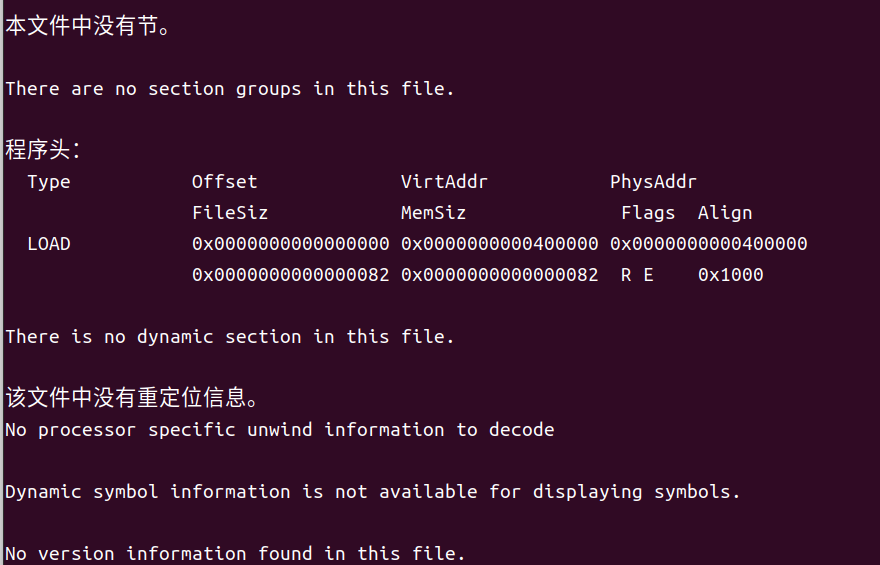 本文件中没有节。
There are no section groups in this file.
程序头：
Type Offset VirtAddr PhysAddr
FileSiz MemSiz Flags Align
LOAD 0x0000000000000000 0x0000000000400000 0x0000000000400000
0x0000000000000082 0x0000000000000082 R E 0x1000
There is no dynamic section in this file.
该文件中没有重定位信息。
No processor specific unwind information to decode
Dynamic symbol information is not available for displaying symbols.
No version information found in this file.